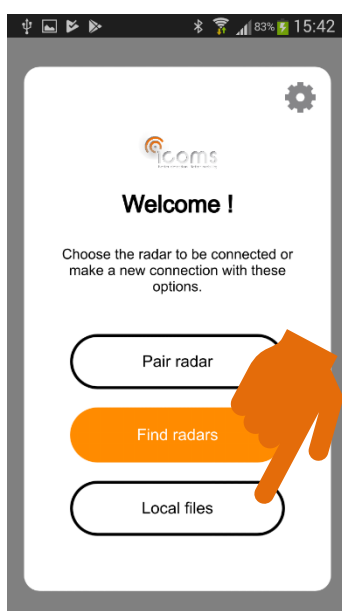 83% 15:42
icoms
Welcome !
Choose the radar to be connected or
make a new connection with these
options.
Pair radar
Find radars
Local files